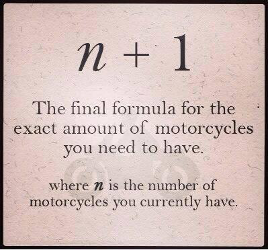 n + 1
The final formula for the
exact amount of motorcycles
you need to have.
where n is the number of
motorcycles you currently have.